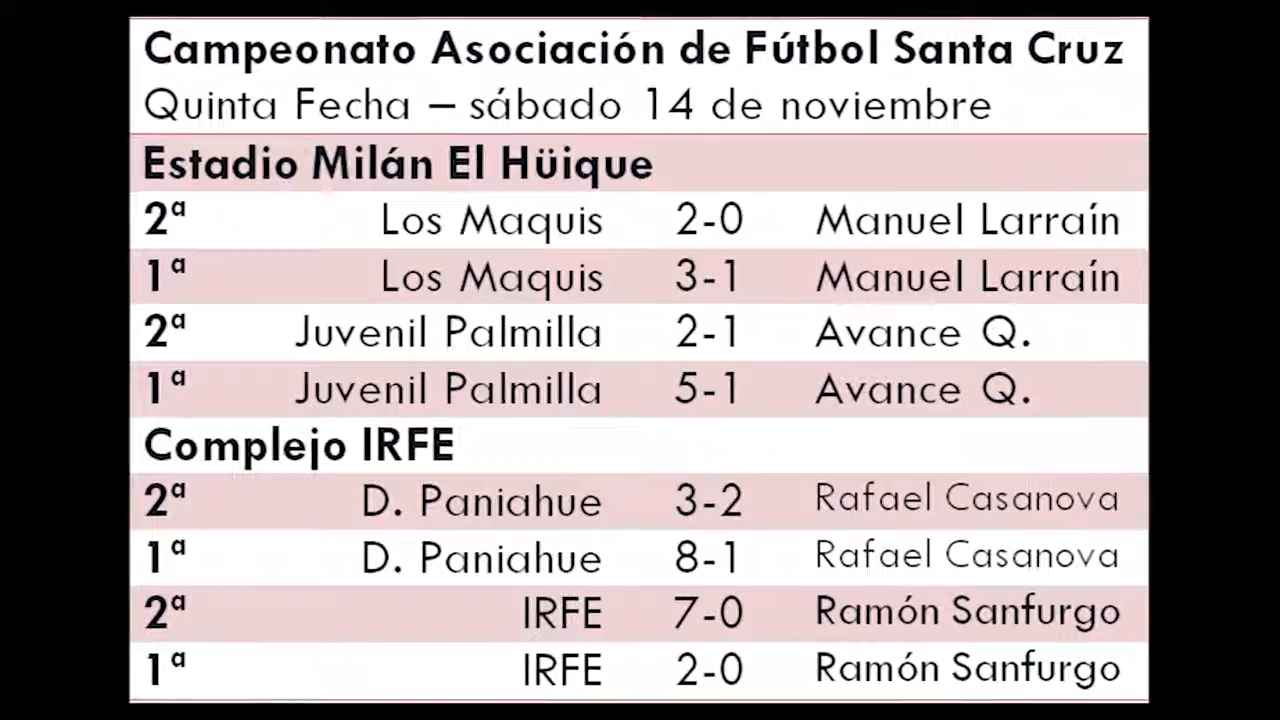 Campeonato Asociación de Fútbol Santa Cruz
Quinta Fecha – sábado 14 de noviembre
Estadio Milán El Hüique
2ª Los Maquis 2-0 Manuel Larraín
1ª Los Maquis 3-1 Manuel Larraín
2ª Juvenil Palmilla 2-1 Avance Q.
1ª Juvenil Palmilla 5-1 Avance Q.
Complejo IRFE
2ª D. Paniahue 3-2 Rafael Casanova
1ª D. Paniahue 8-1 Rafael Casanova
2ª IRFE 7-0 Ramón Sanfurgo
1ª IRFE 2-0 Ramón Sanfurgo